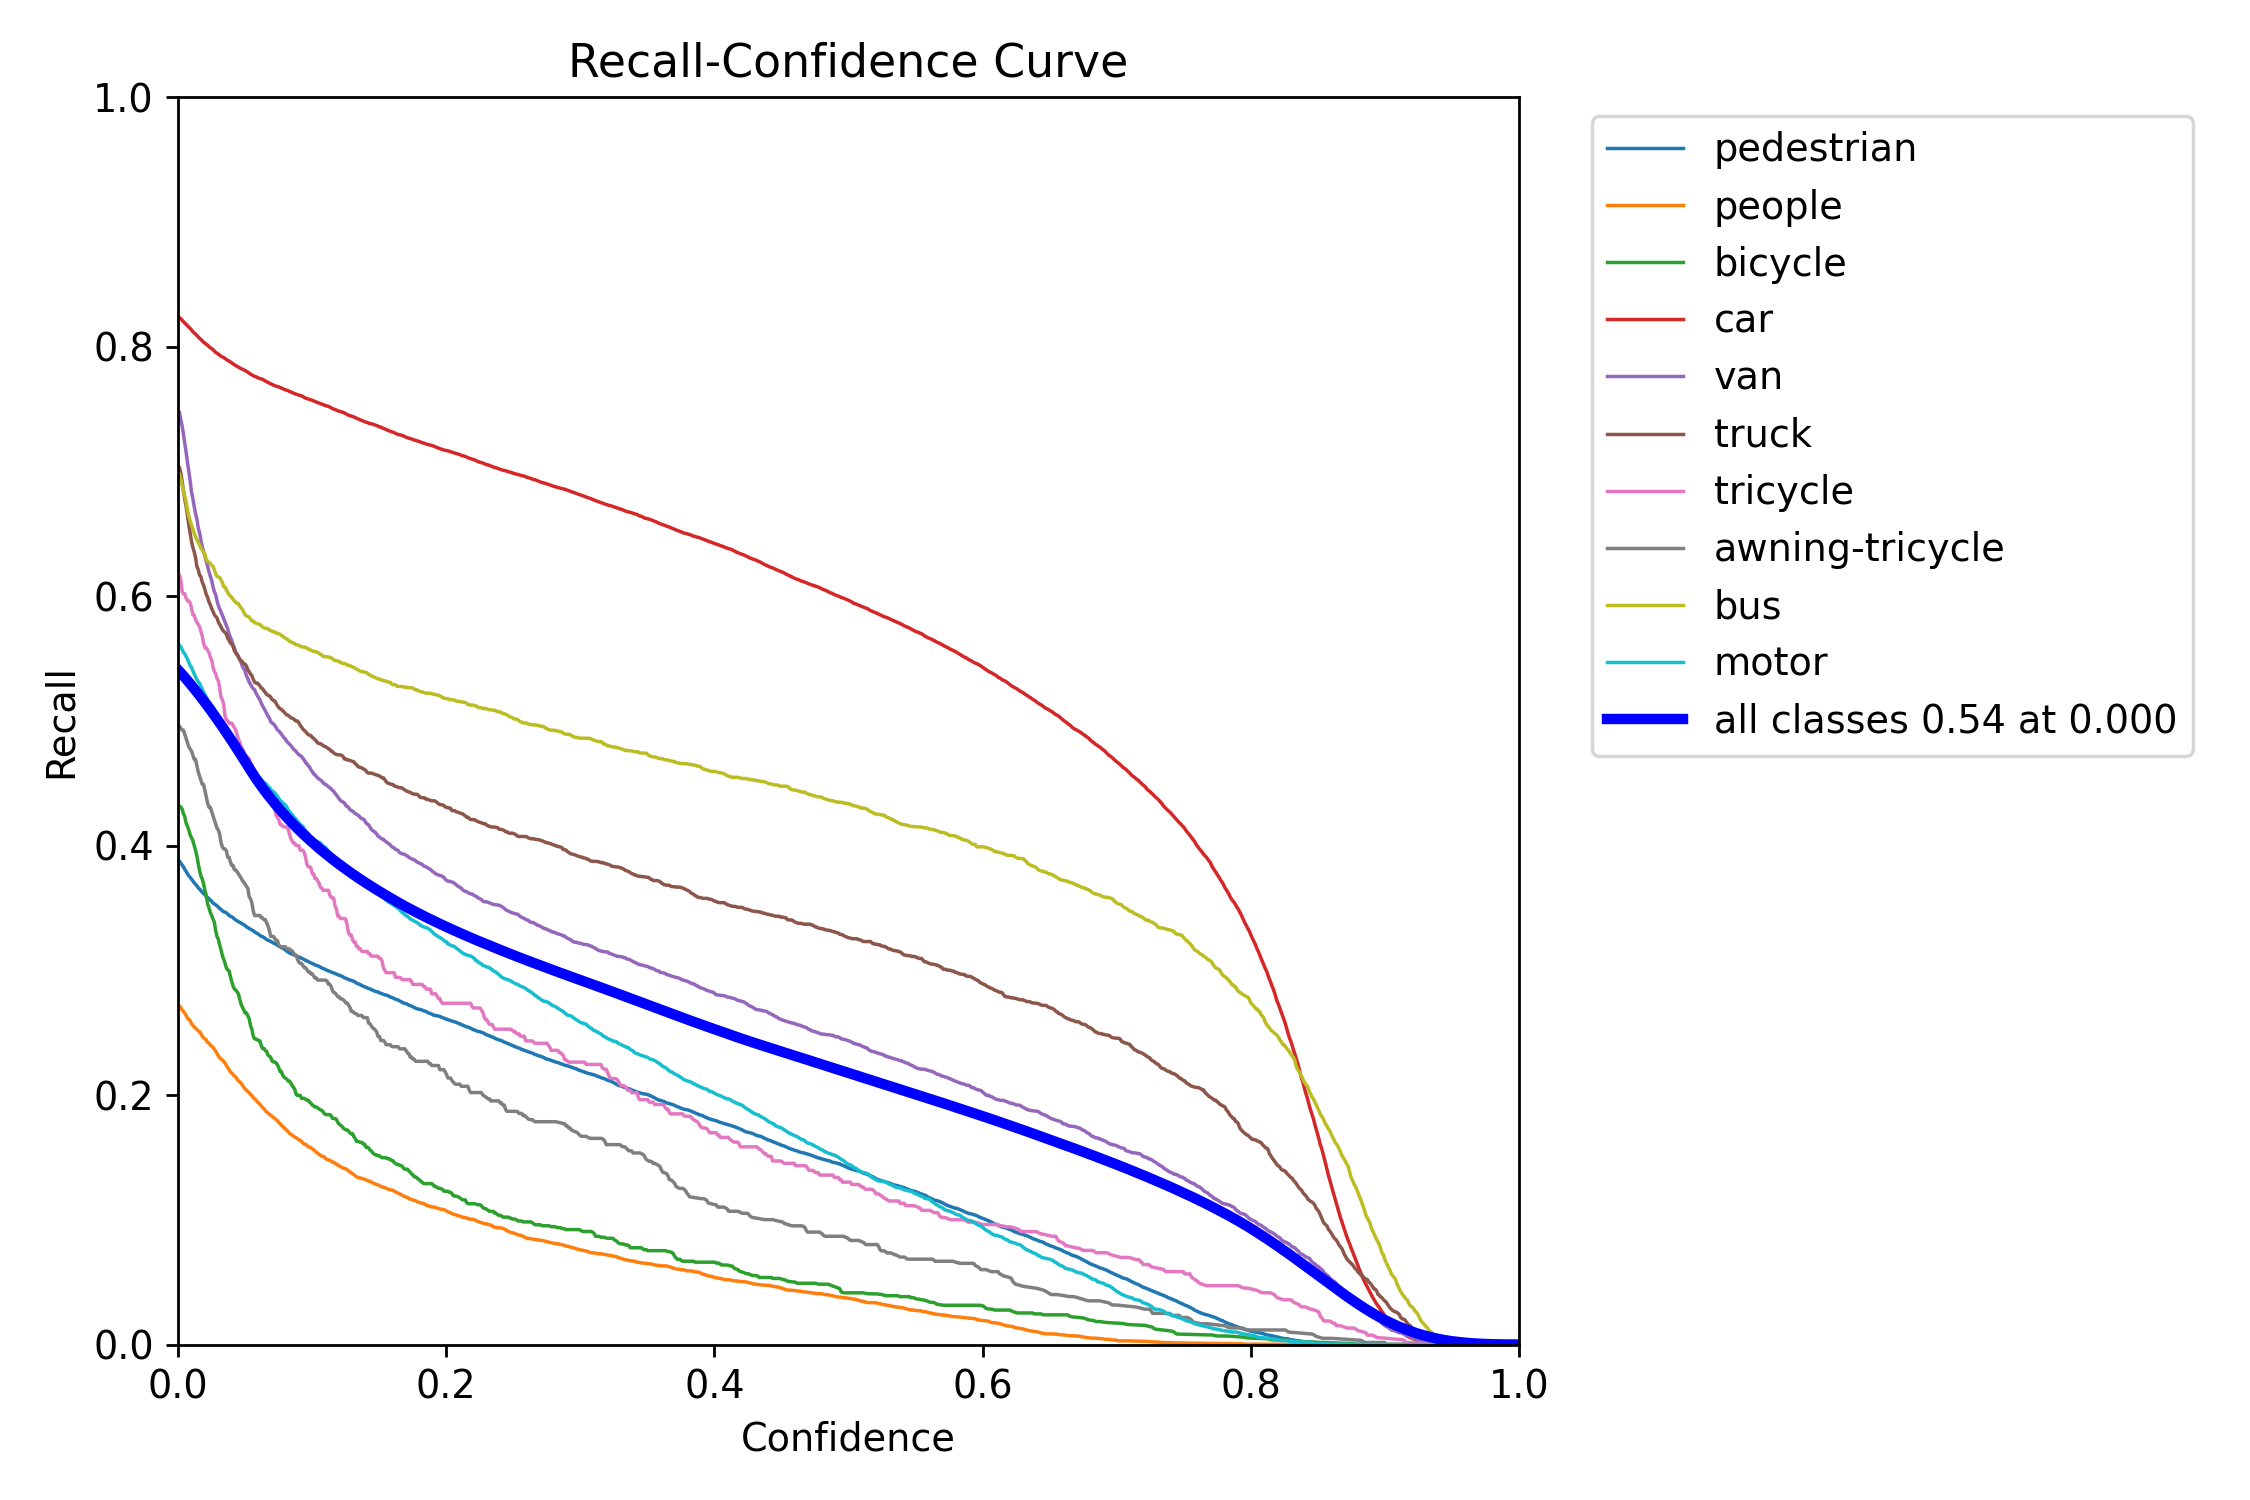 Recall-Confidence Curve
1.0
0.8
0.6
0.4
0.2
0.0
Recall
0.0 0.2 0.4 0.6 0.8 1.0
Confidence
pedestrian
people
bicycle
car
van
truck
tricycle
awning-tricycle
bus
motor
all classes 0.54 at 0.000